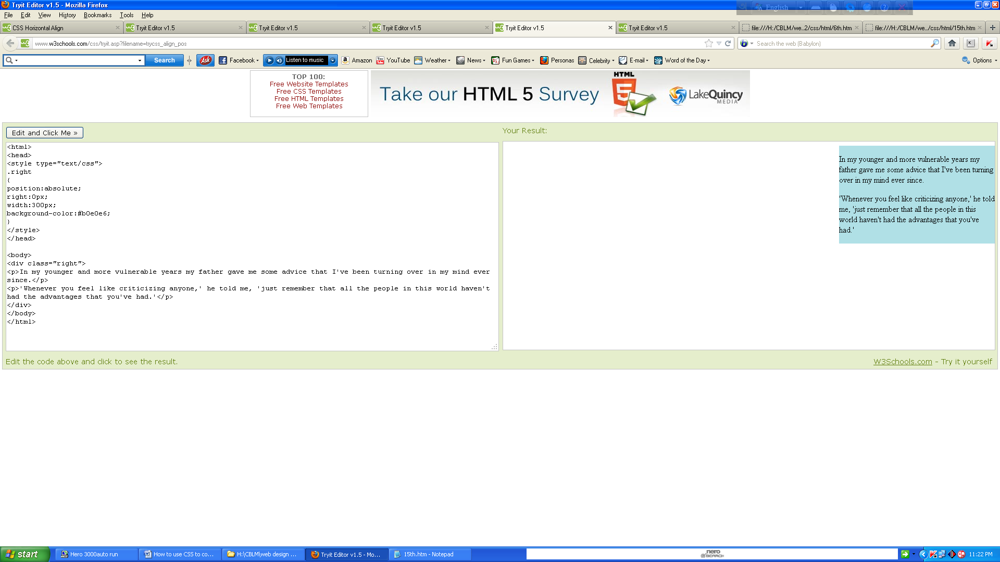 Tryit Editor v1.5 - Mozilla Firefox
English
File Edit View History Bookmarks Tools Help
CSS Horizontal Align
Tryit Editor v1.5
Tryit Editor v1.5
Tryit Editor v1.5
Tryit Editor v1.5
Tryit Editor v1.5
file:///H:/CBLM/we...2/css/html/6th.htm
file:///H:/CBLM/we.../css/html/15th.htm
www.w3schools.com/css/tryit.asp?filename=trycss_align_pos
Search the web (Babylon)
Search
Ask
Facebook
Listen to music
Amazon
YouTube
Weather
News
Fun Games
Personas
Celebrity
E-mail
Word of the Day
Options
TOP 100:
Free Website Templates
Free CSS Templates
Free HTML Templates
Free Web Templates
Take our HTML 5 Survey
HTML
5
LakeQuincy
MEDIA
Edit and Click Me »
Your Result:
<html>
<head>
<style type="text/css">
.right
{
position:absolute;
right:0px;
width:300px;
background-color:#b0e0e6;
}
</style>
</head>
<body>
<div class="right">
<p>In my younger and more vulnerable years my father gave me some advice that I've been turning over in my mind ever
since.</p>
<p>'Whenever you feel like criticizing anyone,' he told me, 'just remember that all the people in this world haven't
had the advantages that you've had.'</p>
</div>
</body>
</html>
In my younger and more vulnerable years my
father gave me some advice that I've been turning
over in my mind ever since.
'Whenever you feel like criticizing anyone,' he told
me, 'just remember that all the people in this
world haven't had the advantages that you've
had.'
Edit the code above and click to see the result.
W3Schools.com - Try it yourself
start
Hero 3000auto run
How to use CSS to co...
H:\CBLM\web design ...
Tryit Editor v1.5 - Mo...
15th.htm - Notepad
nero
SEARCH
11:22 PM